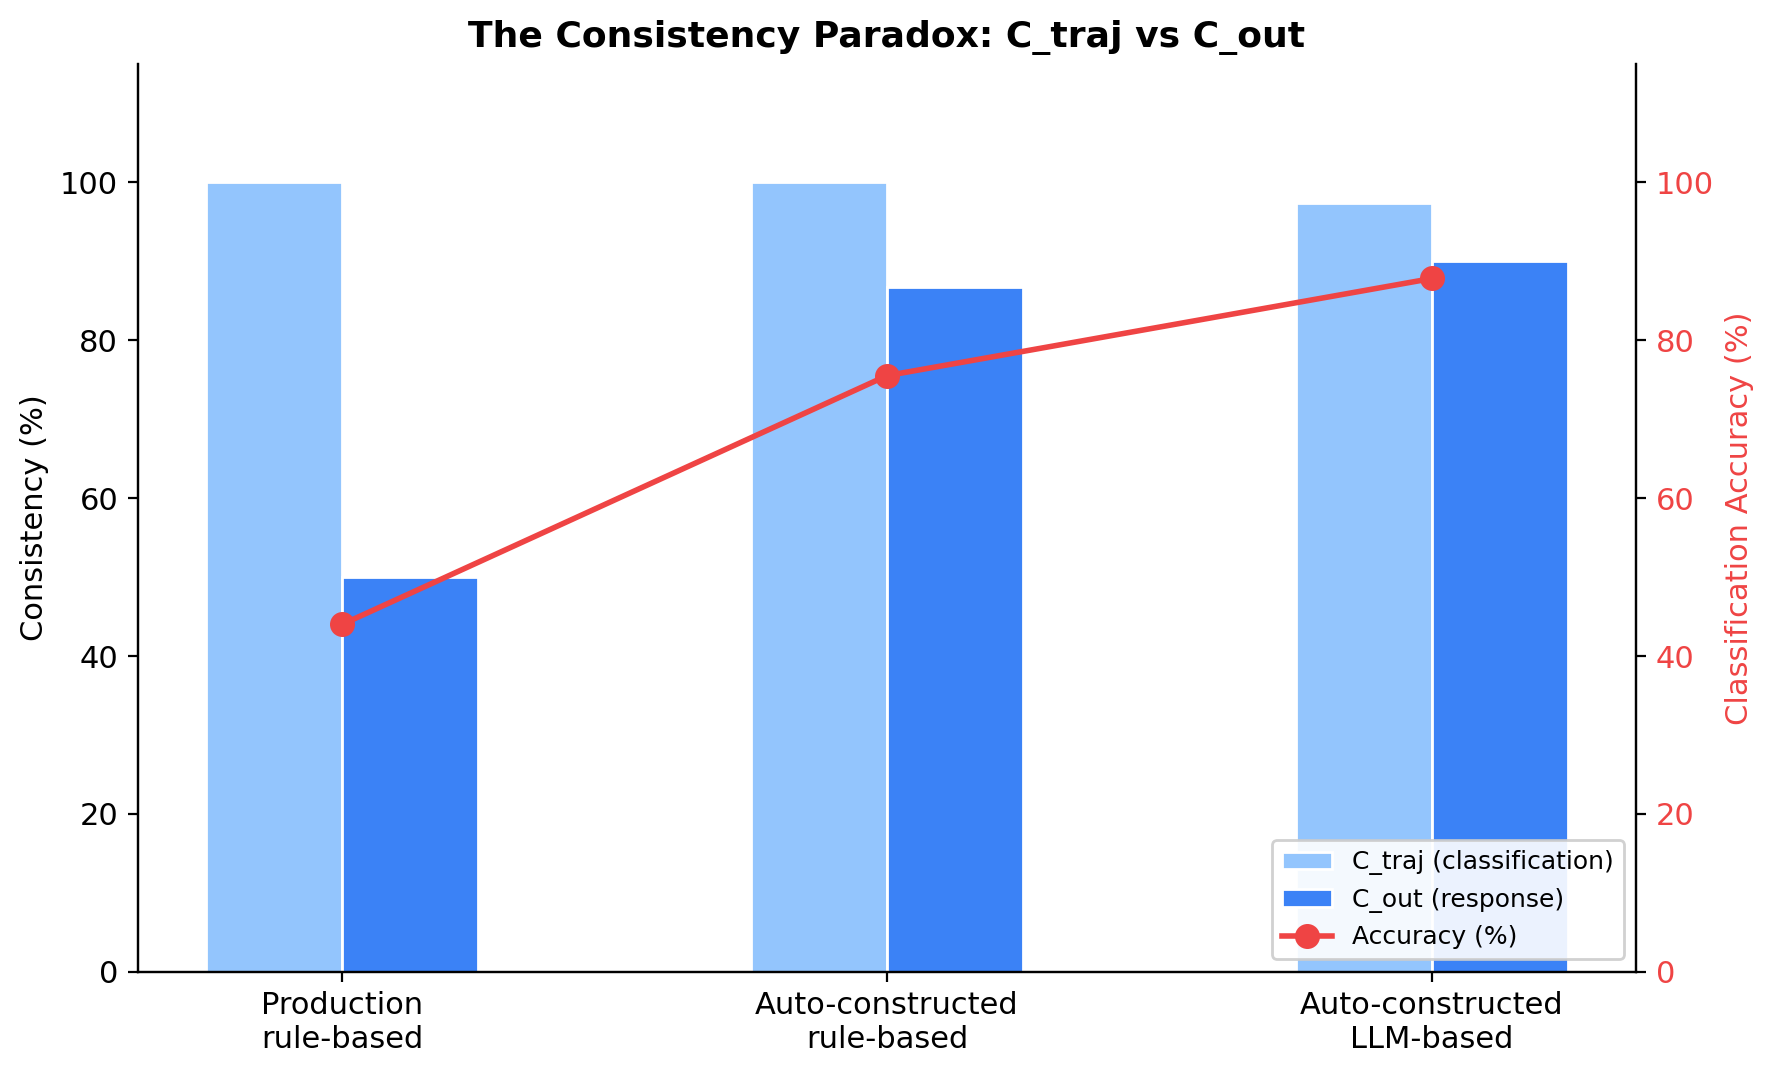 The Consistency Paradox: C_traj vs C_out
Consistency (%)
100
80
60
40
20
0
100
80
60
40
20
0
Classification Accuracy (%)
C_traj (classification)
C_out (response)
Accuracy (%)
Production
rule-based
Auto-constructed
rule-based
Auto-constructed
LLM-based